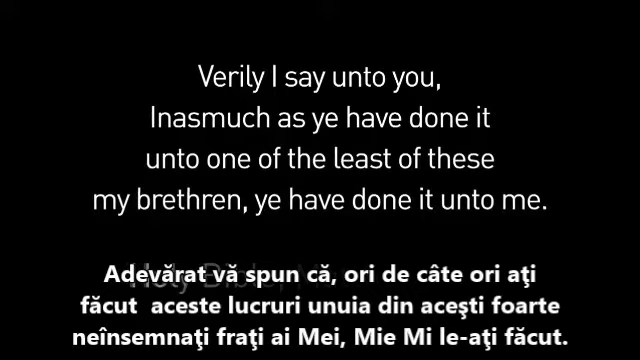 Verily I say unto you,
Inasmuch as ye have done it
unto one of the least of these
my brethren, ye have done it unto me.
Adevărat vă spun că, ori de câte ori aţi
făcut aceste lucruri unuia din aceşti foarte
neînsemnaţi fraţi ai Mei, Mie Mi le-aţi făcut.